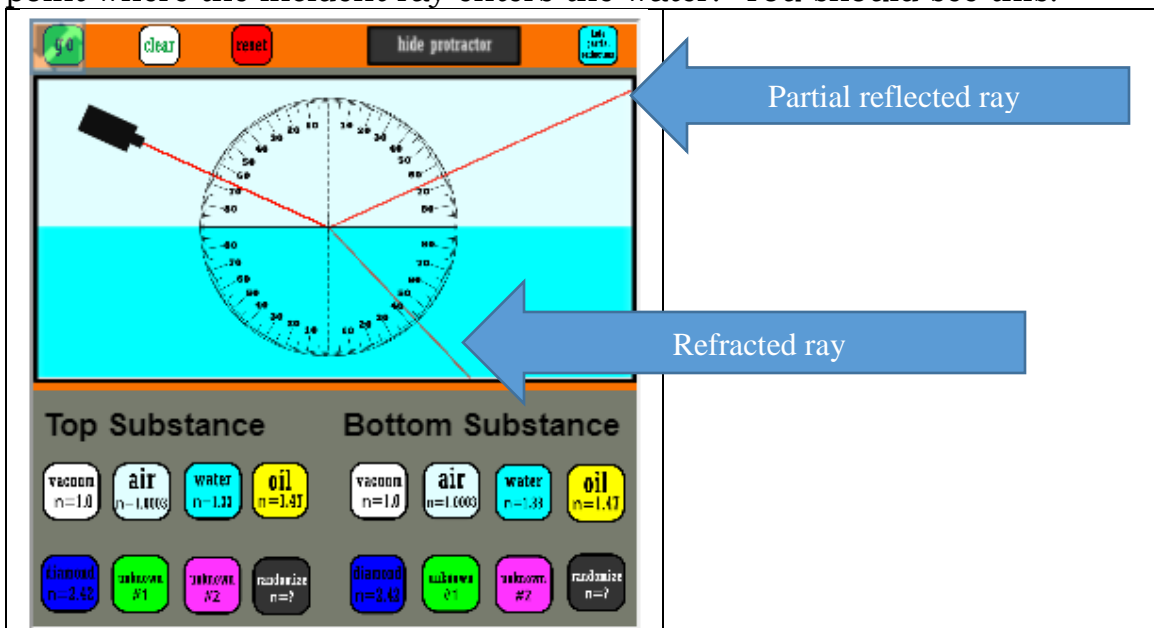 point where the incident ray enters the water? You should see this:
go
clear
reset
hide protractor
Partial reflected ray
Refracted ray
Top Substance
Bottom Substance
vacuum
n=1.0
air
n=1.0003
water
n=1.33
oil
n=1.47
vacuum
n=1.0
air
n=1.0003
water
n=1.33
oil
n=1.47
diamond
n=2.42
unknown
#1
unknown
#2
randomize
n=?
diamond
n=2.42
unknown
#1
unknown
#2
randomize
n=?